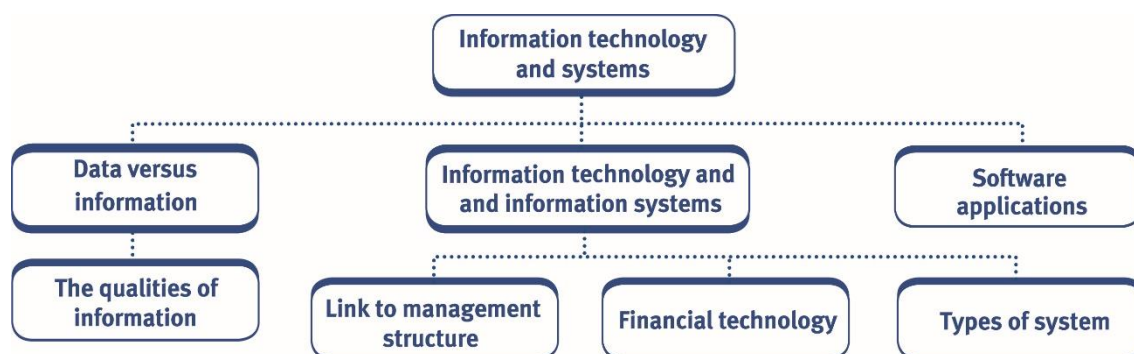 Information technology
and systems
Data versus
information
Information technology and
and information systems
Software
applications
The qualities of
information
Link to management
structure
Financial technology
Types of system